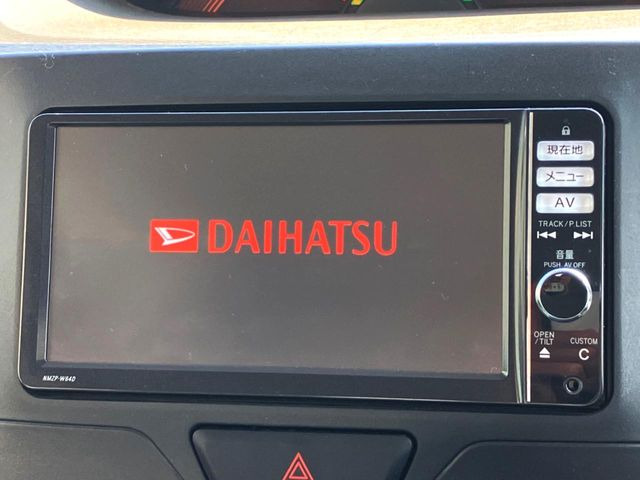 現在地
メニュー
AV
TRACK/P.LIST
DAIHATSU
音量
PUSH AV OFF
OPEN
/TILT
CUSTOM
C
NMZP-W64D